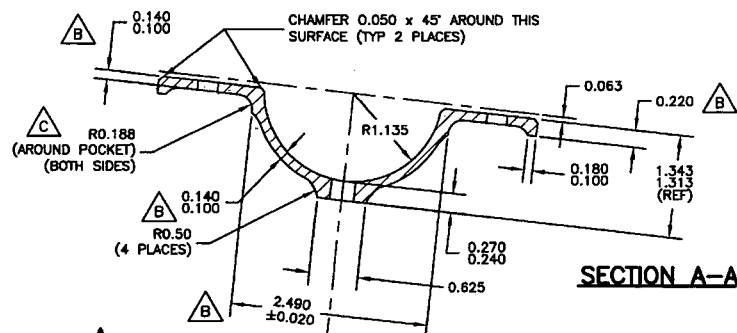 B
0.140
0.100
CHAMFER 0.050 x 45° AROUND THIS
SURFACE (TYP 2 PLACES)
0.063
0.220
B
R1.135
C
R0.188
(AROUND POCKET)
(BOTH SIDES)
0.180
0.100
1.343
1.313
(REF)
B
0.140
0.100
R0.50
(4 PLACES)
0.270
0.240
0.625
SECTION A-A
B
2.490
±0.020